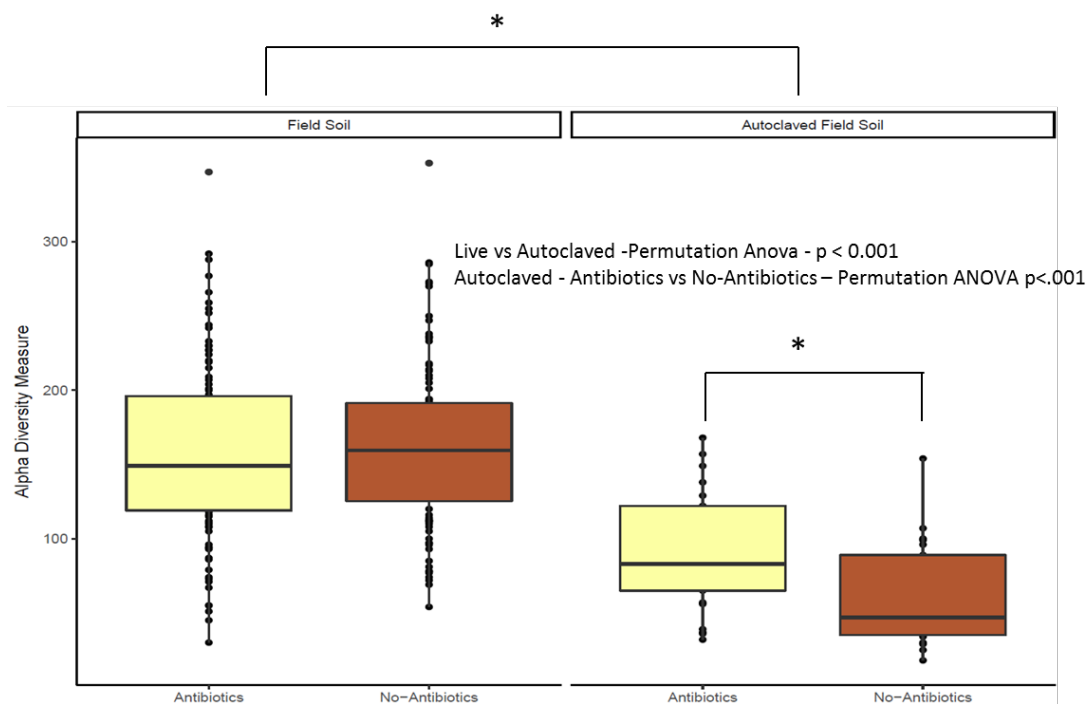 *
Field Soil
Autoclaved Field Soil
300
200
100
Alpha Diversity Measure
Live vs Autoclaved -Permutation Anova - p < 0.001
Autoclaved - Antibiotics vs No-Antibiotics – Permutation ANOVA p<.001
*
Antibiotics
No−Antibiotics
Antibiotics
No−Antibiotics